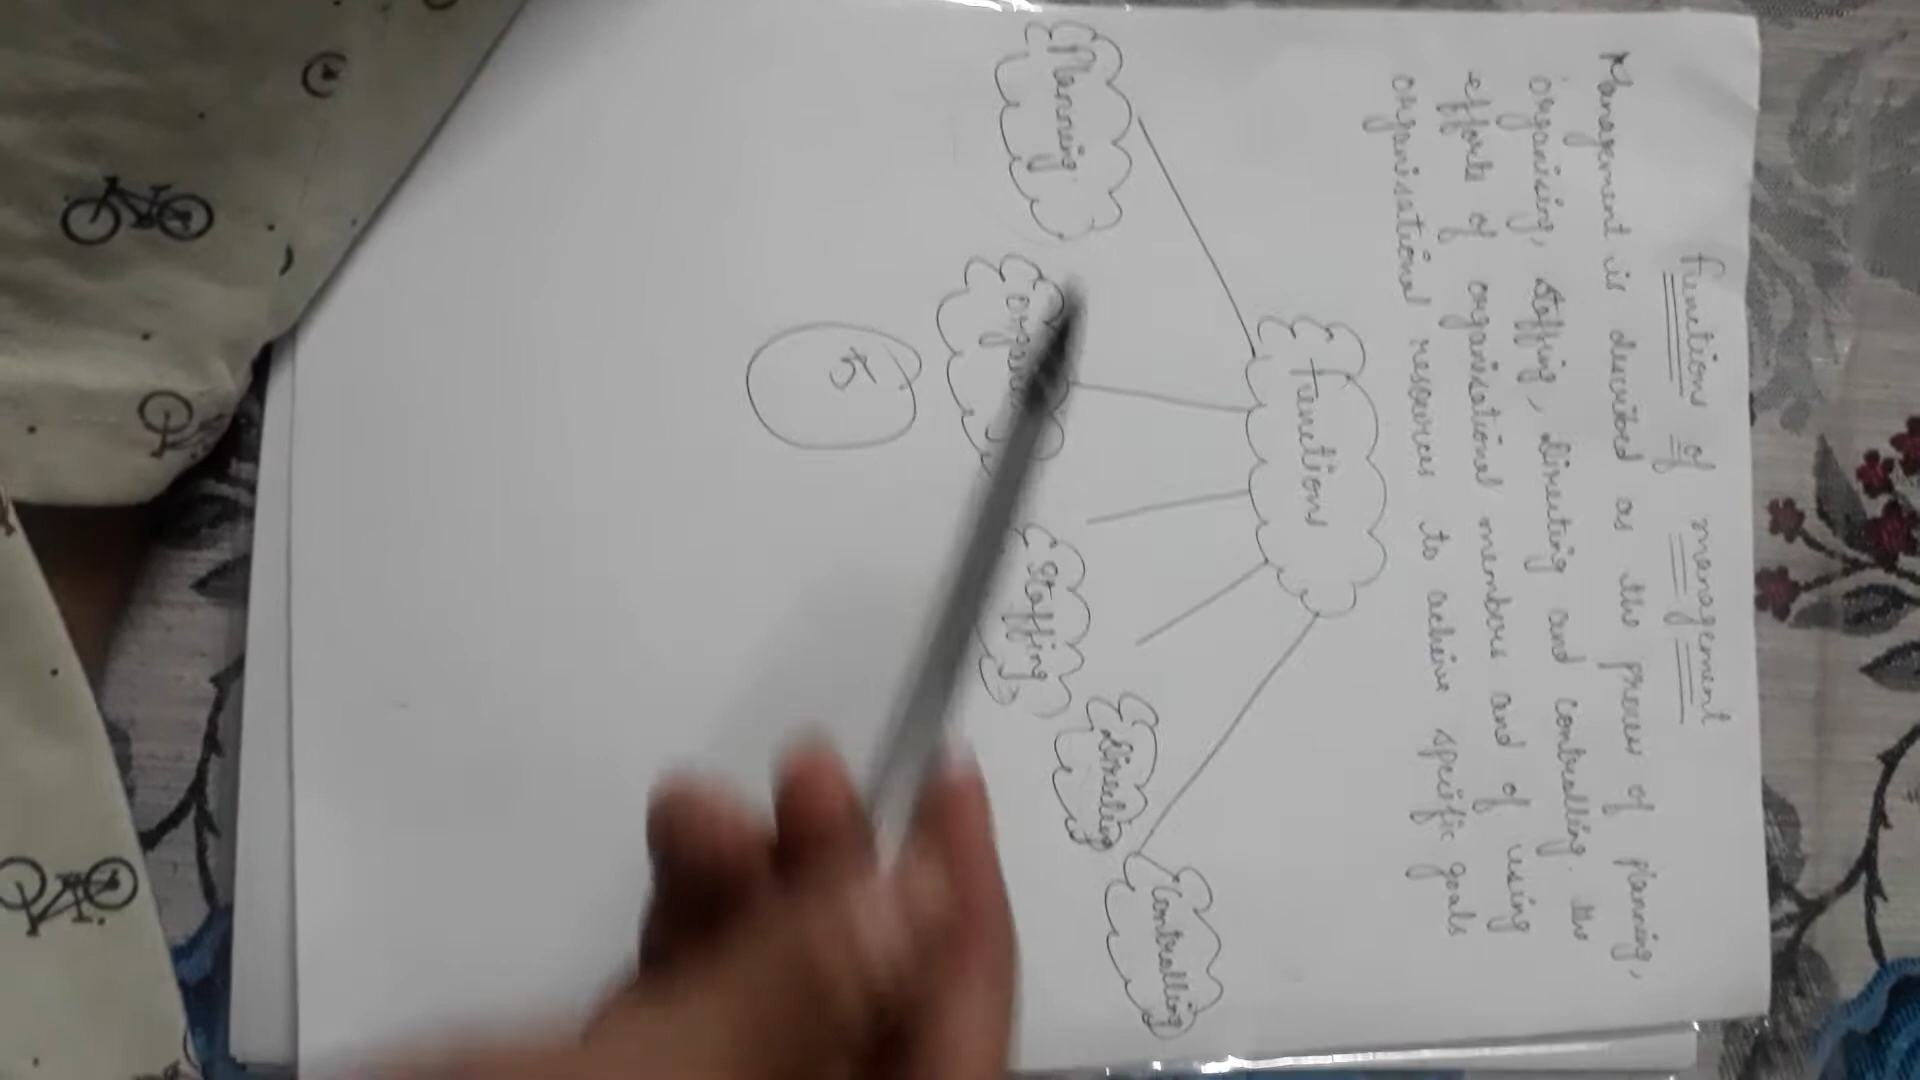 Functions of management
Management is described as the process of planning,
organising, staffing, directing and controlling. the
efforts of organisational members and of using
organisational resources to acheive specific goals
Functions
Planning
Staffing
Directing
Controlling
5